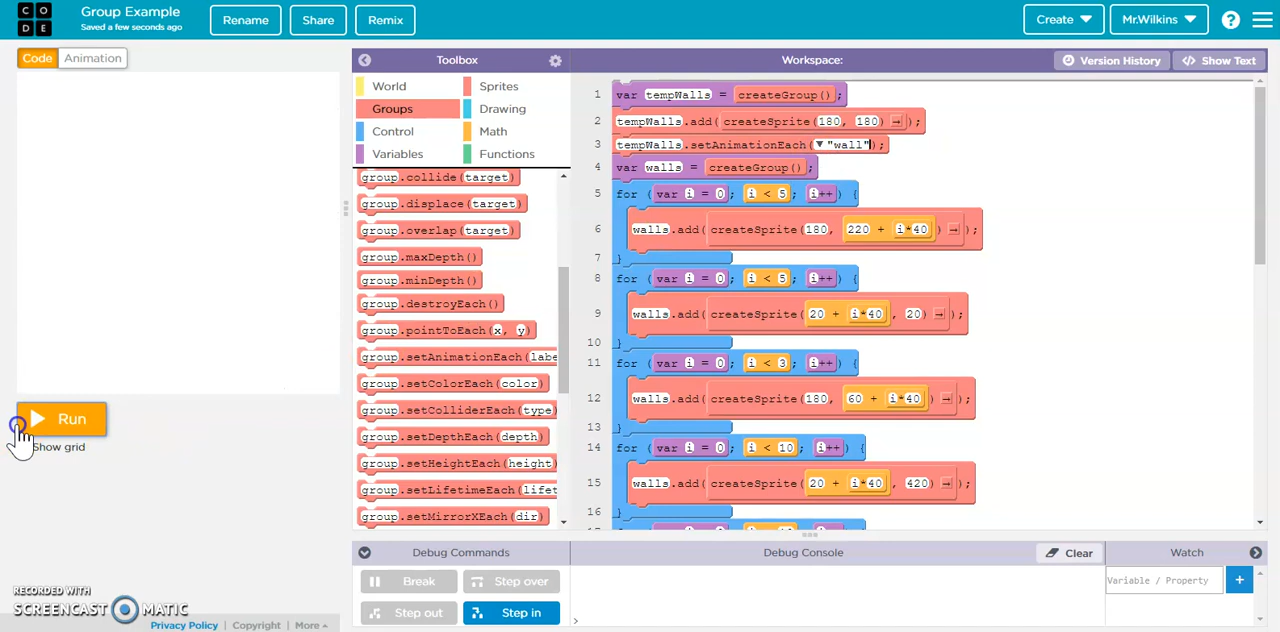 CO
DE
Group Example
Saved a few seconds ago
Rename
Share
Remix
Create
Mr.Wilkins
?
Code
Animation
Toolbox
Workspace:
Version History
</> Show Text
World
Sprites
Groups
Drawing
Control
Math
Variables
Functions
group.collide(target)
group.displace(target)
group.overlap(target)
group.maxDepth()
group.minDepth()
group.destroyEach()
group.pointToEach(x, y)
group.setAnimationEach(labe
group.setColorEach(color)
group.setColliderEach(type)
group.setDepthEach(depth)
group.setHeightEach(height)
group.setLifetimeEach(lifet
group.setMirrorXEach(dir)
1 var tempWalls = createGroup();
2 tempWalls.add(createSprite(180, 180) → );
3 tempWalls.setAnimationEach(▼"wall");
4 var walls = createGroup();
5 for (var i = 0; i < 5; i++) {
6 walls.add(createSprite(180, 220 + i*40) → );
7 }
8 for (var i = 0; i < 5; i++) {
9 walls.add(createSprite(20 + i*40, 20) → );
10 }
11 for (var i = 0; i < 3; i++) {
12 walls.add(createSprite(180, 60 + i*40) → );
13 }
14 for (var i = 0; i < 10; i++) {
15 walls.add(createSprite(20 + i*40, 420) → );
16 }
Run
Show grid
Debug Commands
Debug Console
Clear
Watch
Break
Step over
Step out
Step in
Variable / Property
+
>
RECORDED WITH
SCREENCAST MATIC
Privacy Policy | Copyright | More